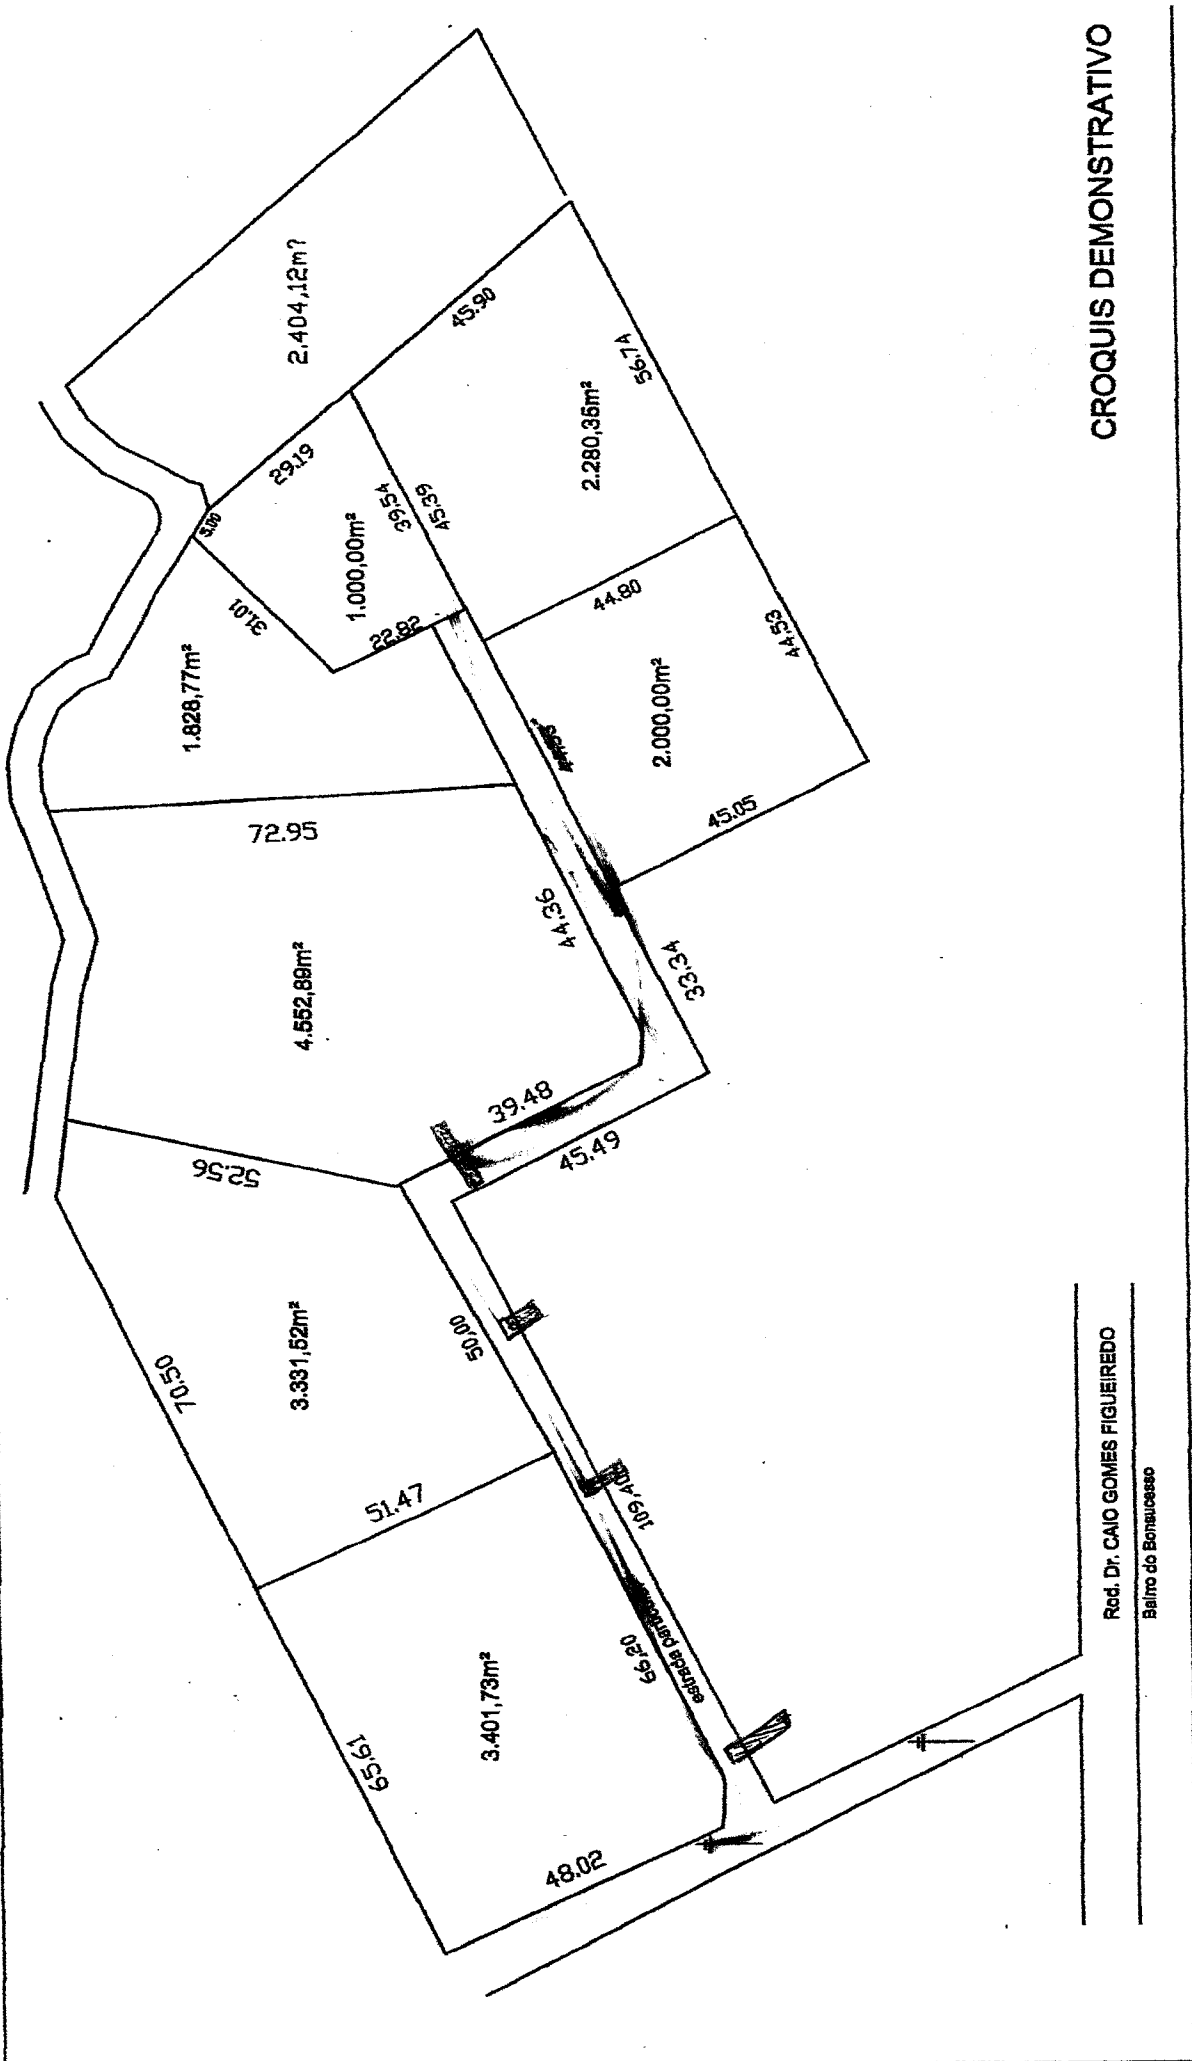 CROQUIS DEMONSTRATIVO
2.404,12m?
45.90
29.19
5.00
39.54
45.39
56.74
2.280,35m²
1.000,00m²
31.01
22.82
44.80
44.53
1.828,77m²
2.000,00m²
45.05
72.95
44.36
33.34
4.552,89m²
39.48
45.49
52.56
50,00
3.331,52m²
70.50
51.47
109,40
66,20
estrada particular
3.401,73m²
65.61
48.02
Rod. Dr. CAIO GOMES FIGUEIREDO
Bairro do Bonsucesso